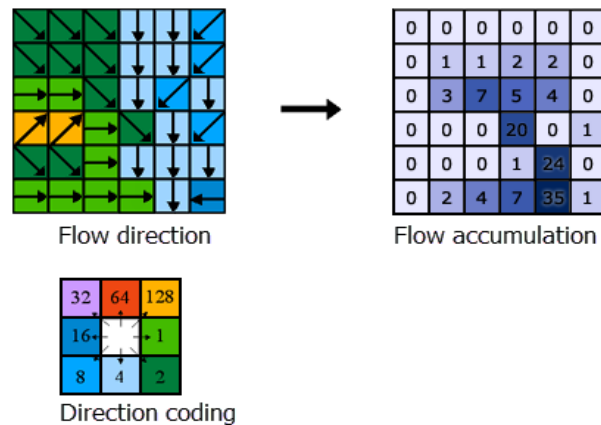 0 0 0 0 0 0
0 1 1 2 2 0
0 3 7 5 4 0
0 0 0 20 0 1
0 0 0 1 24 0
0 2 4 7 35 1
Flow direction
Flow accumulation
32 64 128
16 1
8 4 2
Direction coding